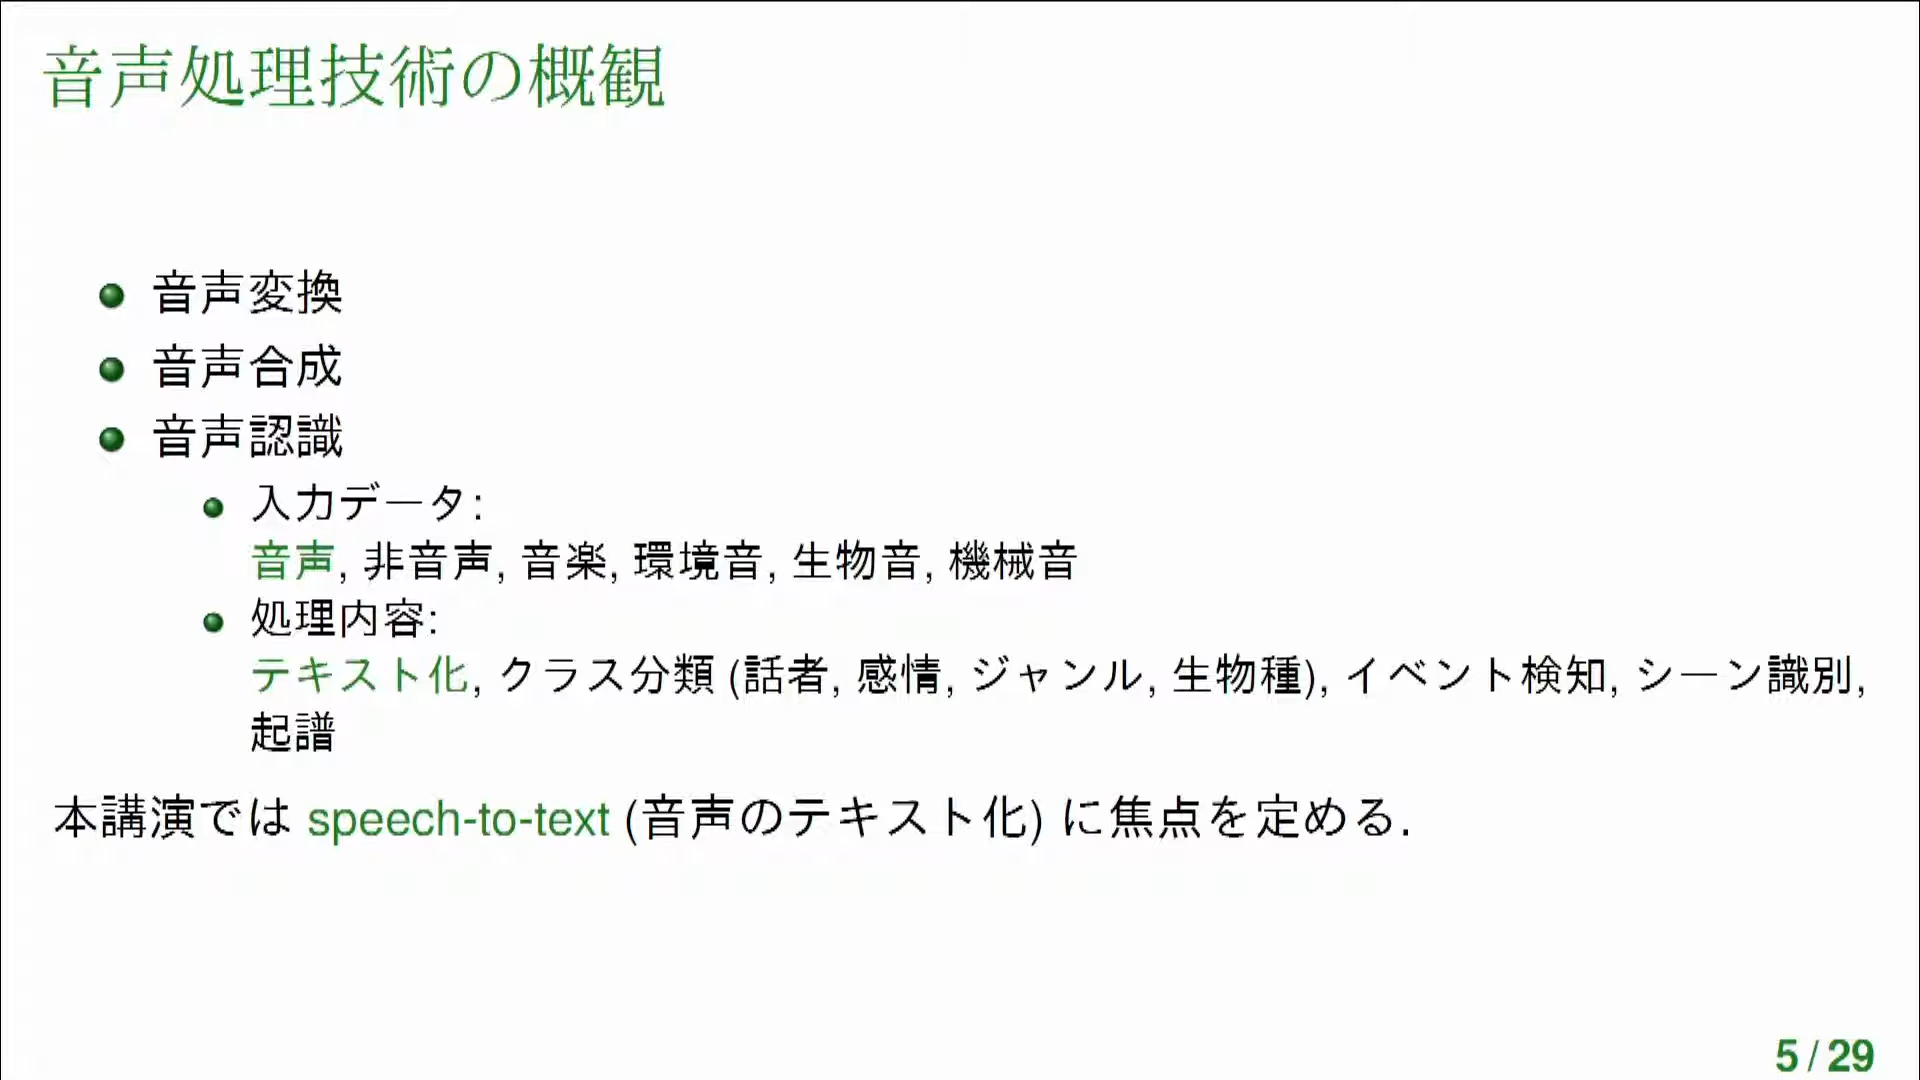 音声処理技術の概観
音声変換
音声合成
音声認識
入力データ:
音声, 非音声, 音楽, 環境音, 生物音, 機械音
処理内容:
テキスト化, クラス分類 (話者, 感情, ジャンル, 生物種), イベント検知, シーン識別,
起譜
本講演では speech-to-text (音声のテキスト化) に焦点を定める.
5 / 29